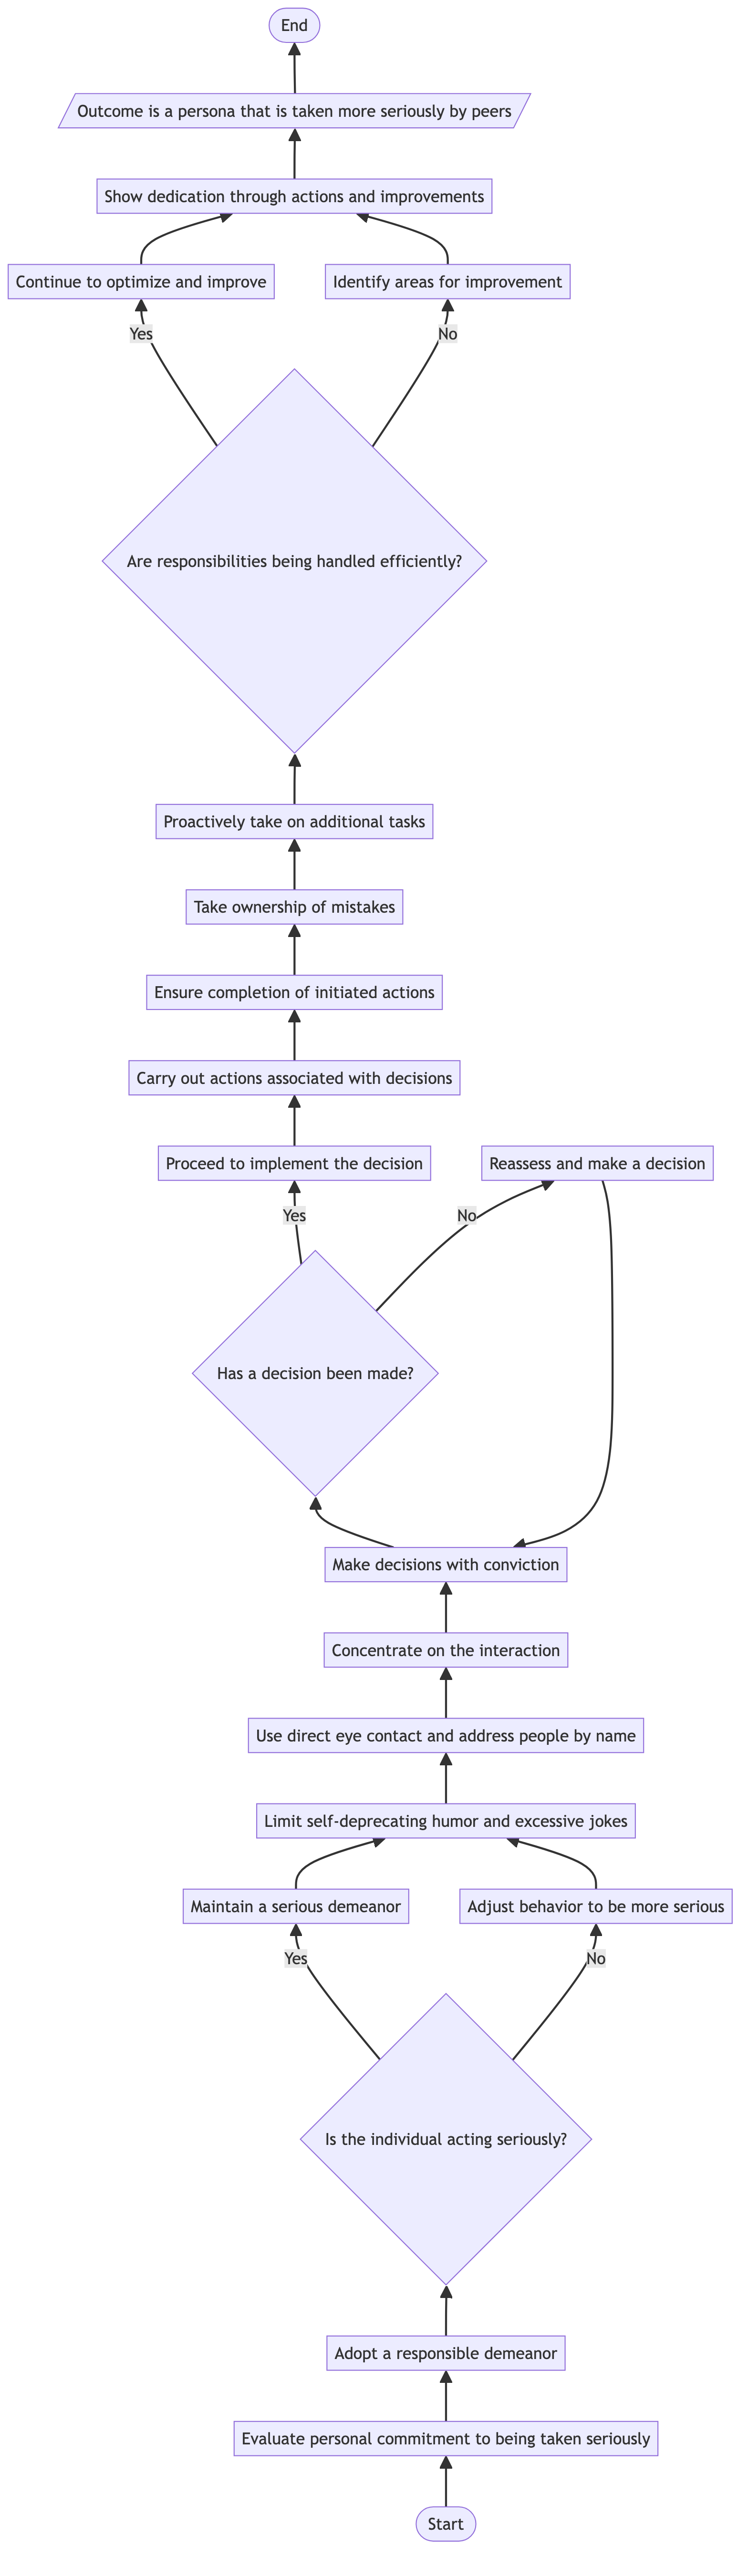 End
Outcome is a persona that is taken more seriously by peers
Show dedication through actions and improvements
Continue to optimize and improve
Identify areas for improvement
Yes
No
Are responsibilities being handled efficiently?
Proactively take on additional tasks
Take ownership of mistakes
Ensure completion of initiated actions
Carry out actions associated with decisions
Proceed to implement the decision
Reassess and make a decision
Yes
No
Has a decision been made?
Make decisions with conviction
Concentrate on the interaction
Use direct eye contact and address people by name
Limit self-deprecating humor and excessive jokes
Maintain a serious demeanor
Adjust behavior to be more serious
Yes
No
Is the individual acting seriously?
Adopt a responsible demeanor
Evaluate personal commitment to being taken seriously
Start